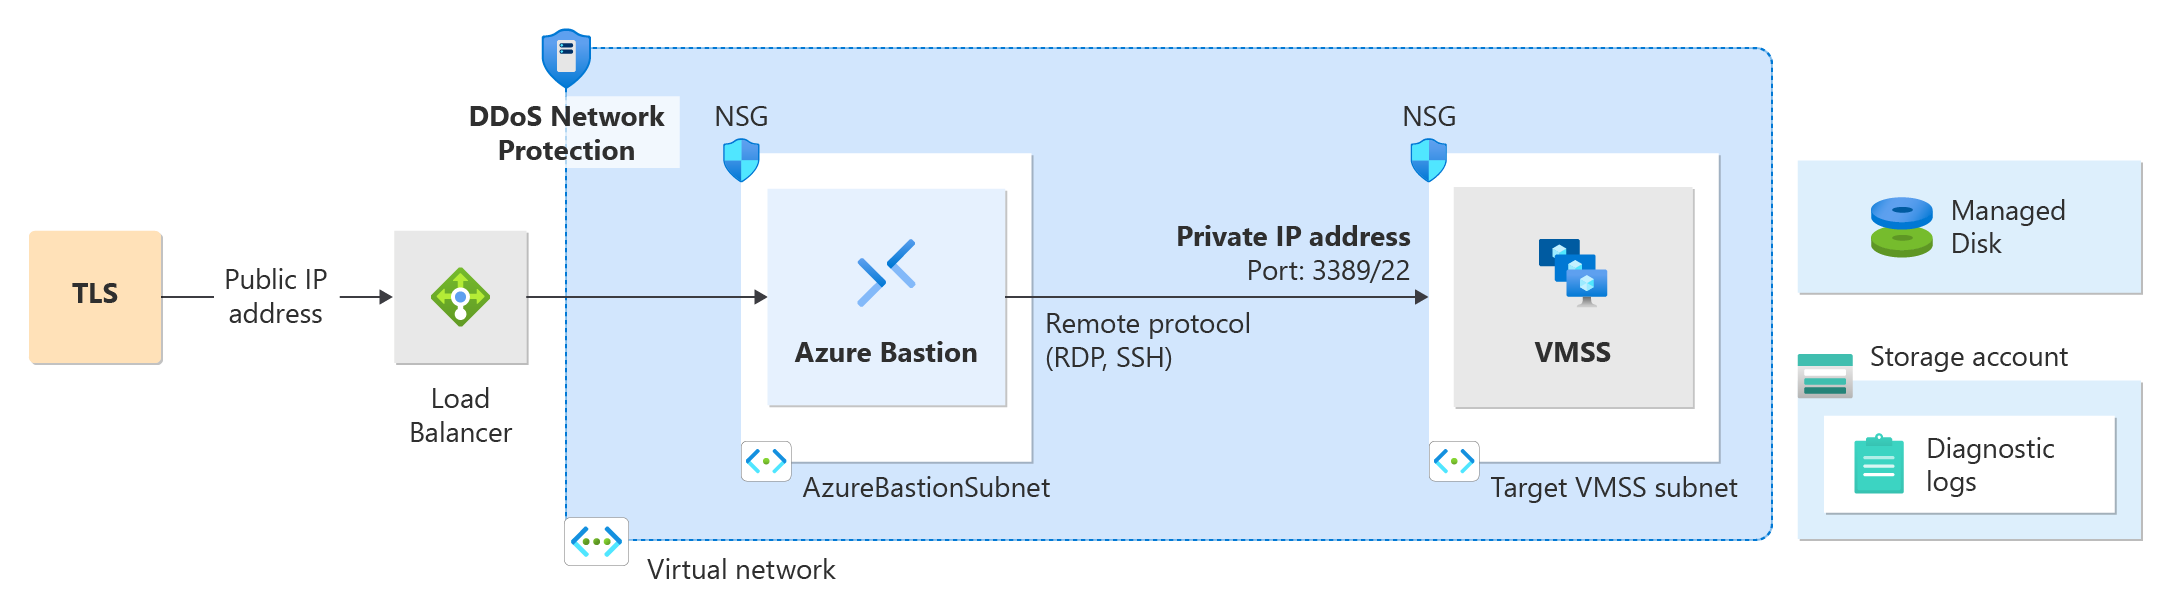 DDoS Network
Protection
NSG
NSG
TLS
Public IP
address
Load
Balancer
Azure Bastion
AzureBastionSubnet
Private IP address
Port: 3389/22
Remote protocol
(RDP, SSH)
VMSS
Target VMSS subnet
Virtual network
Managed
Disk
Storage account
Diagnostic
logs